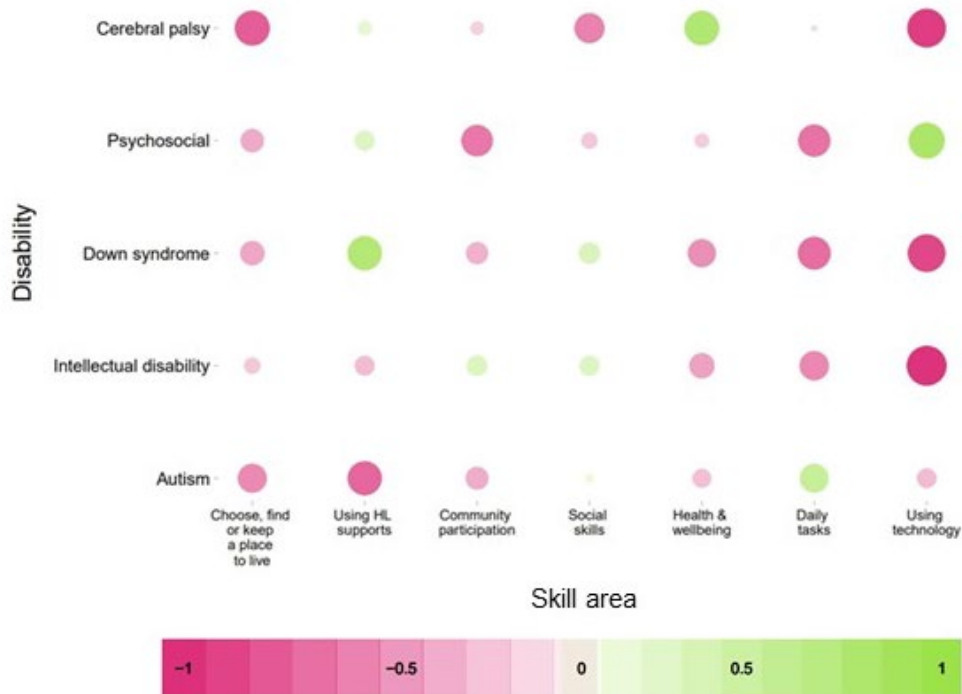 Cerebral palsy
Psychosocial
Down syndrome
Intellectual disability
Autism
Disability
Choose, find
or keep
a place
to live
Using HL
supports
Community
participation
Social
skills
Health &
wellbeing
Daily
tasks
Using
technology
Skill area
−1
−0.5
0
0.5
1